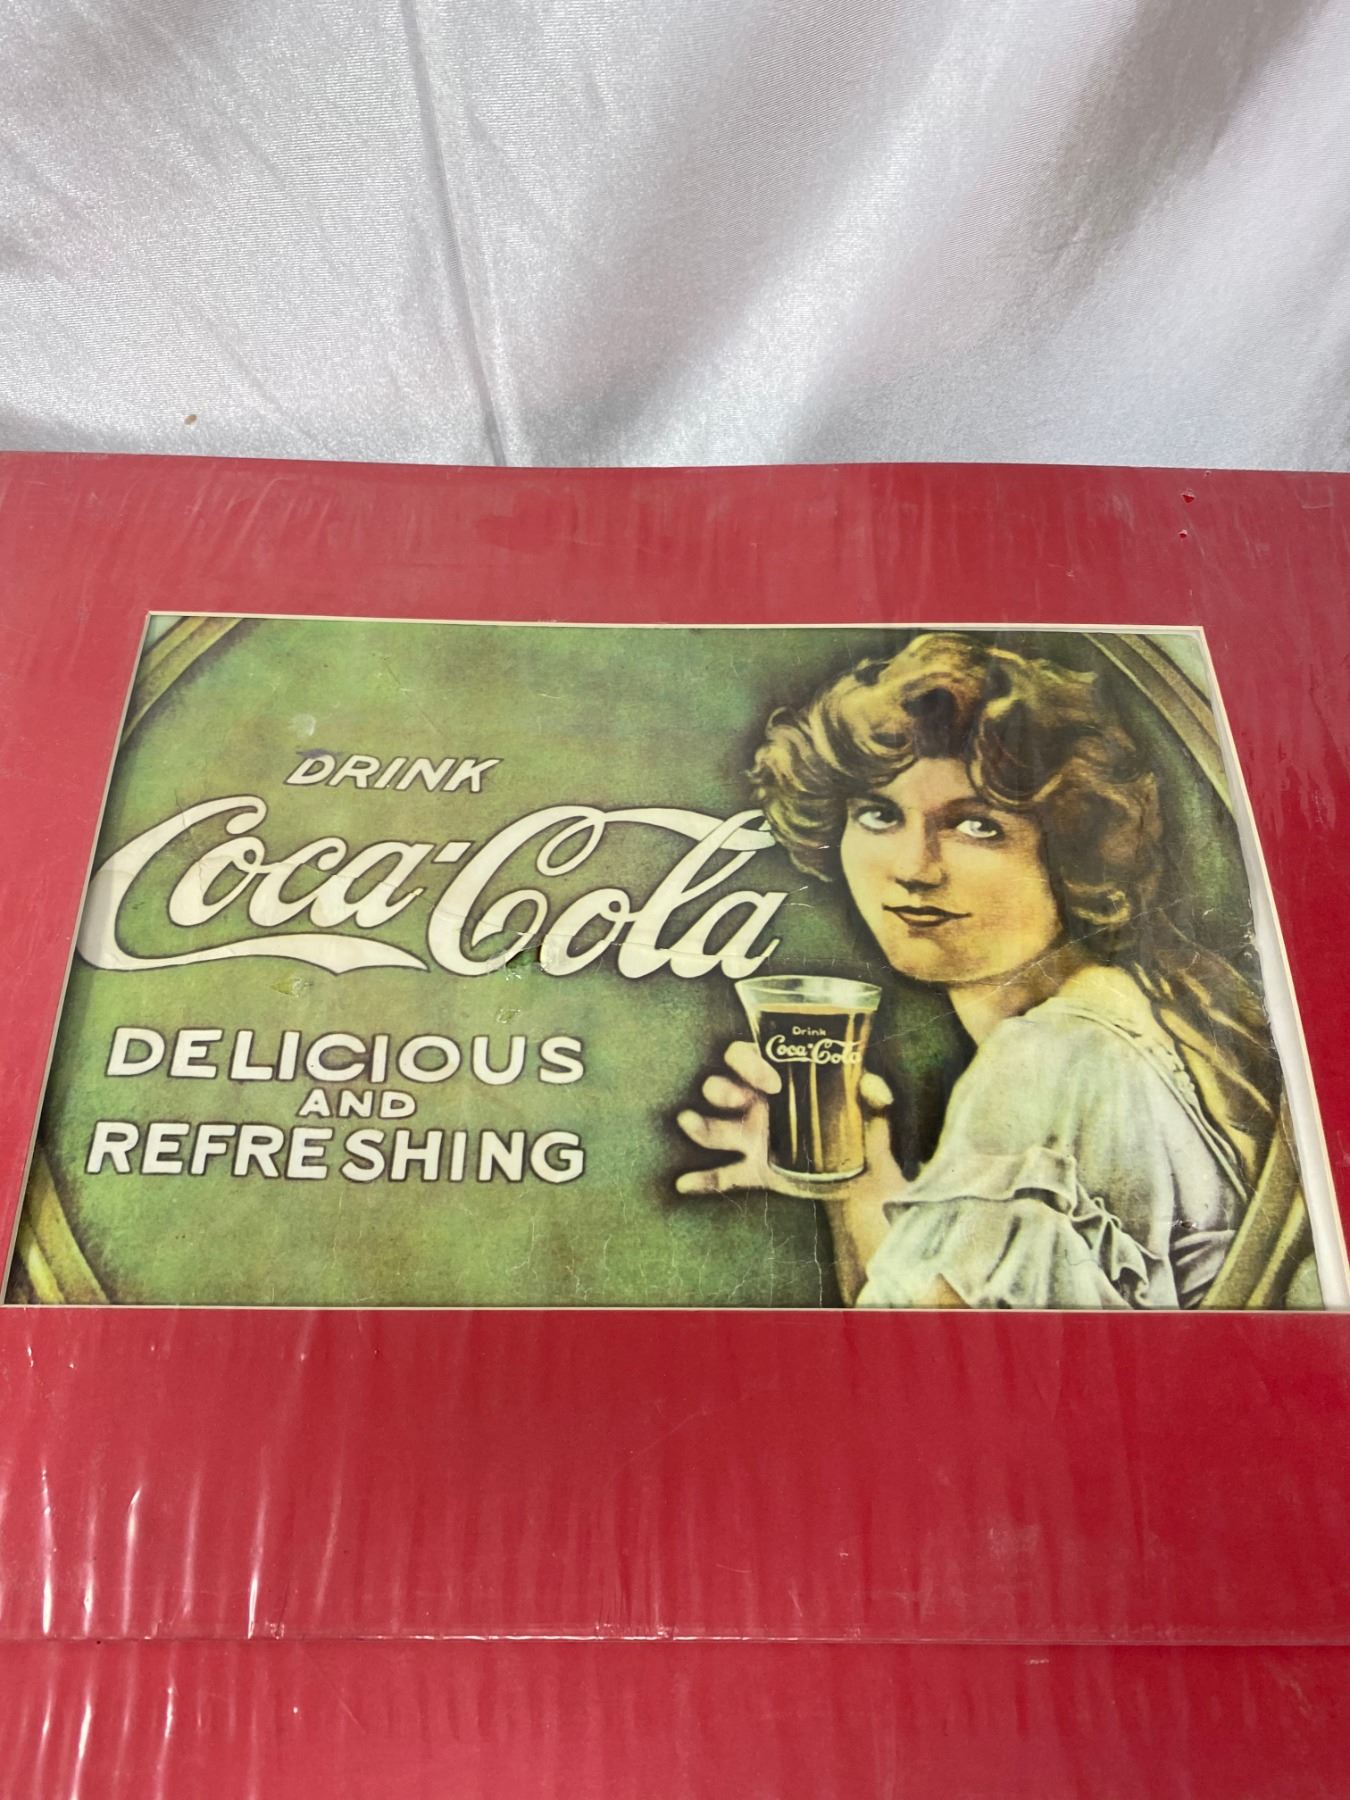 DRINK
Coca-Cola
DELICIOUS
AND
REFRESHING
Drink
Coca-Cola